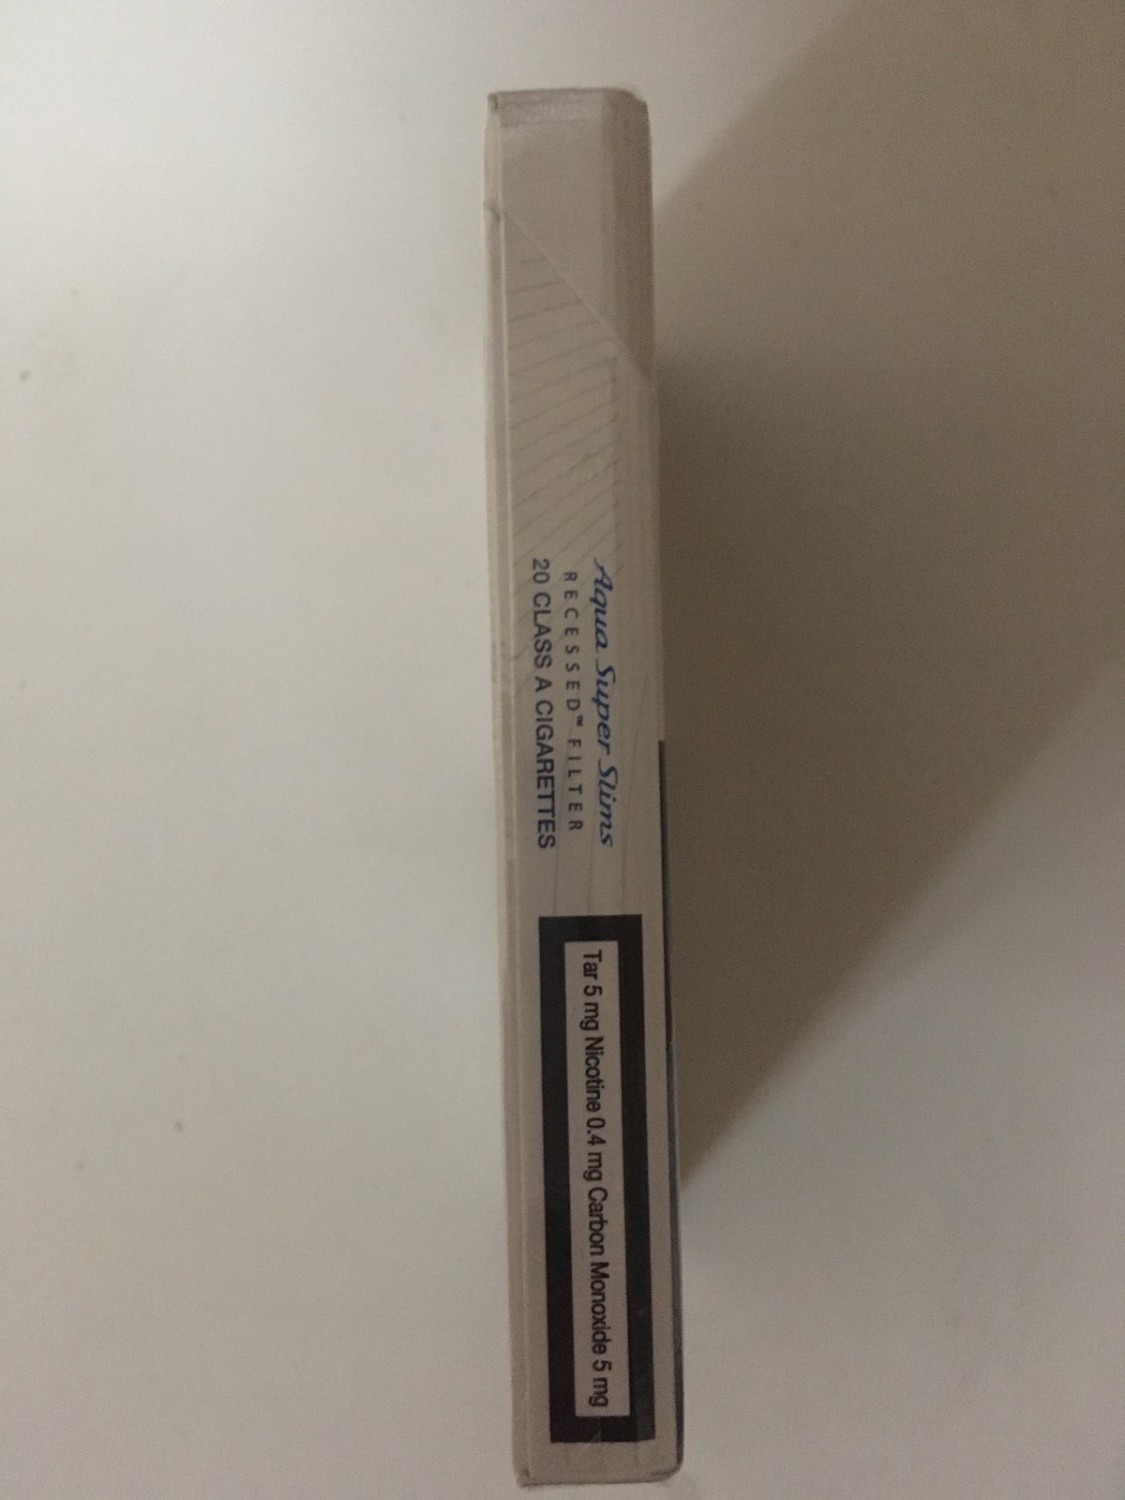 Aqua Super Slims
RECESSED™ FILTER
20 CLASS A CIGARETTES
Tar 5 mg Nicotine 0.4 mg Carbon Monoxide 5 mg